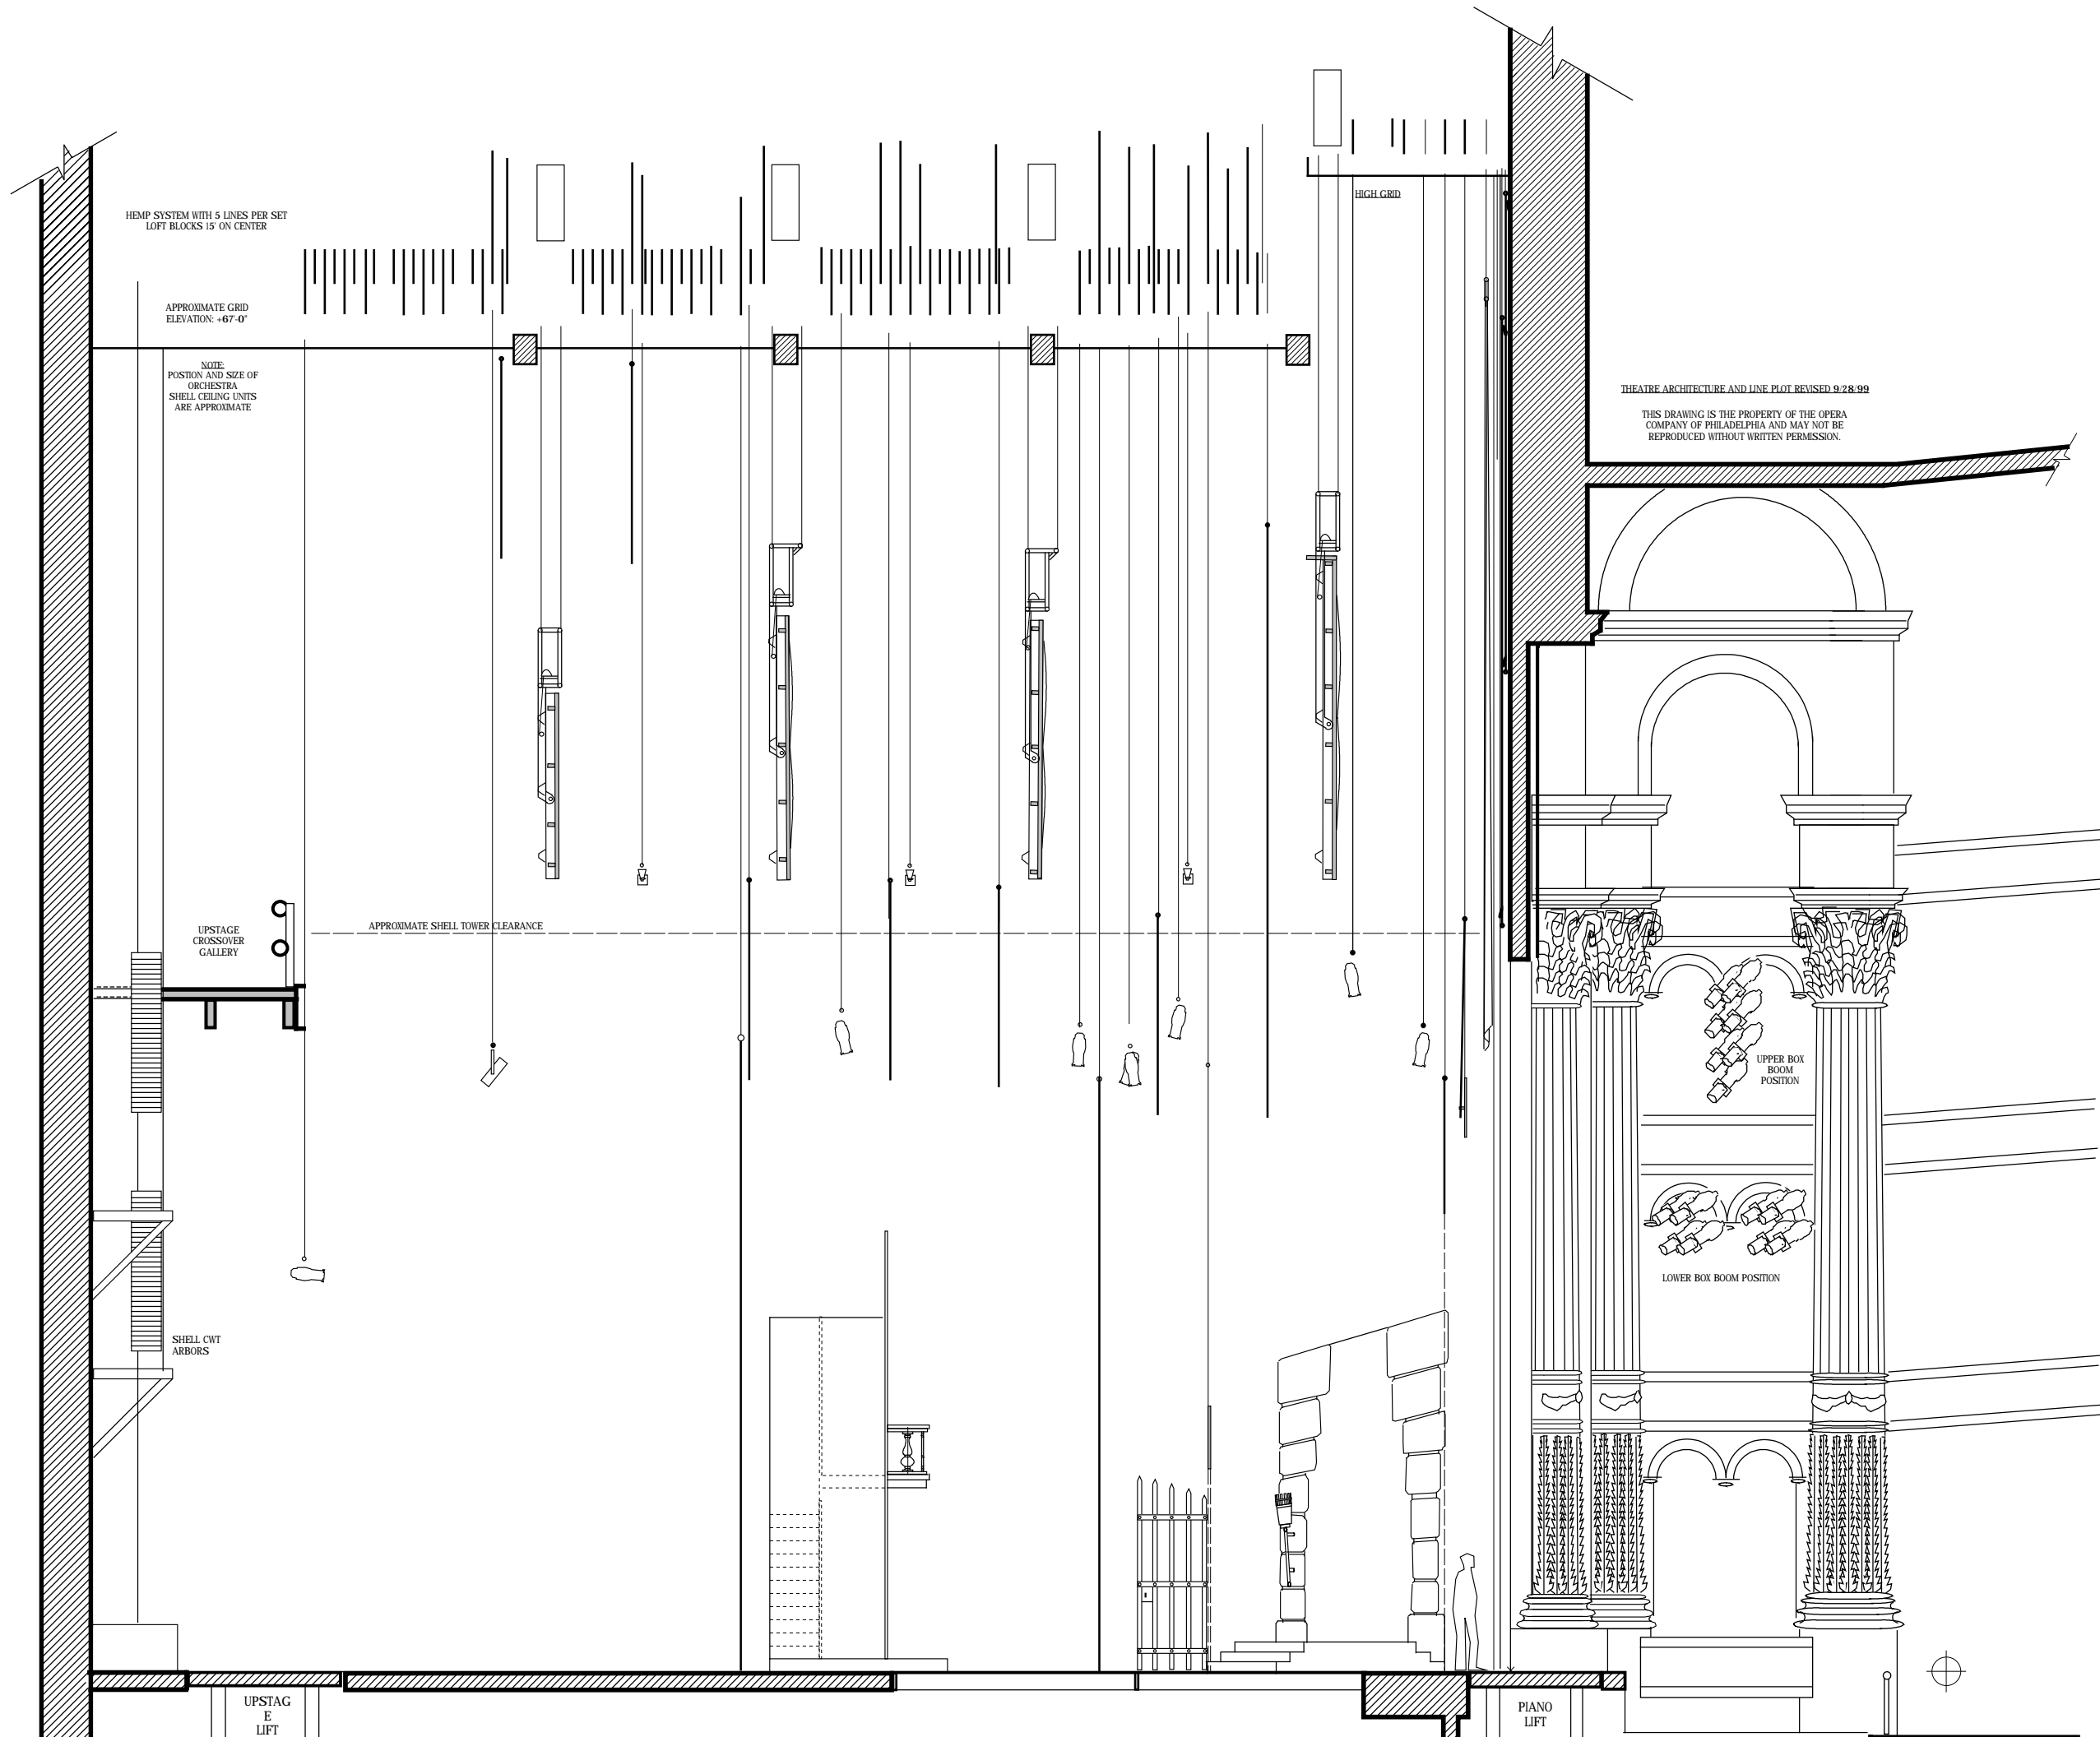 HIGH GRID
HEMP SYSTEM WITH 5 LINES PER SET
LOFT BLOCKS 15' ON CENTER
APPROXIMATE GRID
ELEVATION: +67'-0"
NOTE:
POSTION AND SIZE OF
ORCHESTRA
SHELL CEILING UNITS
ARE APPROXIMATE
THEATRE ARCHITECTURE AND LINE PLOT REVISED 9/28/99
THIS DRAWING IS THE PROPERTY OF THE OPERA
COMPANY OF PHILADELPHIA AND MAY NOT BE
REPRODUCED WITHOUT WRITTEN PERMISSION.
APPROXIMATE SHELL TOWER CLEARANCE
UPSTAGE
CROSSOVER
GALLERY
UPPER BOX
BOOM
POSITION
LOWER BOX BOOM POSITION
SHELL CWT
ARBORS
UPSTAG
E
LIFT
PIANO
LIFT